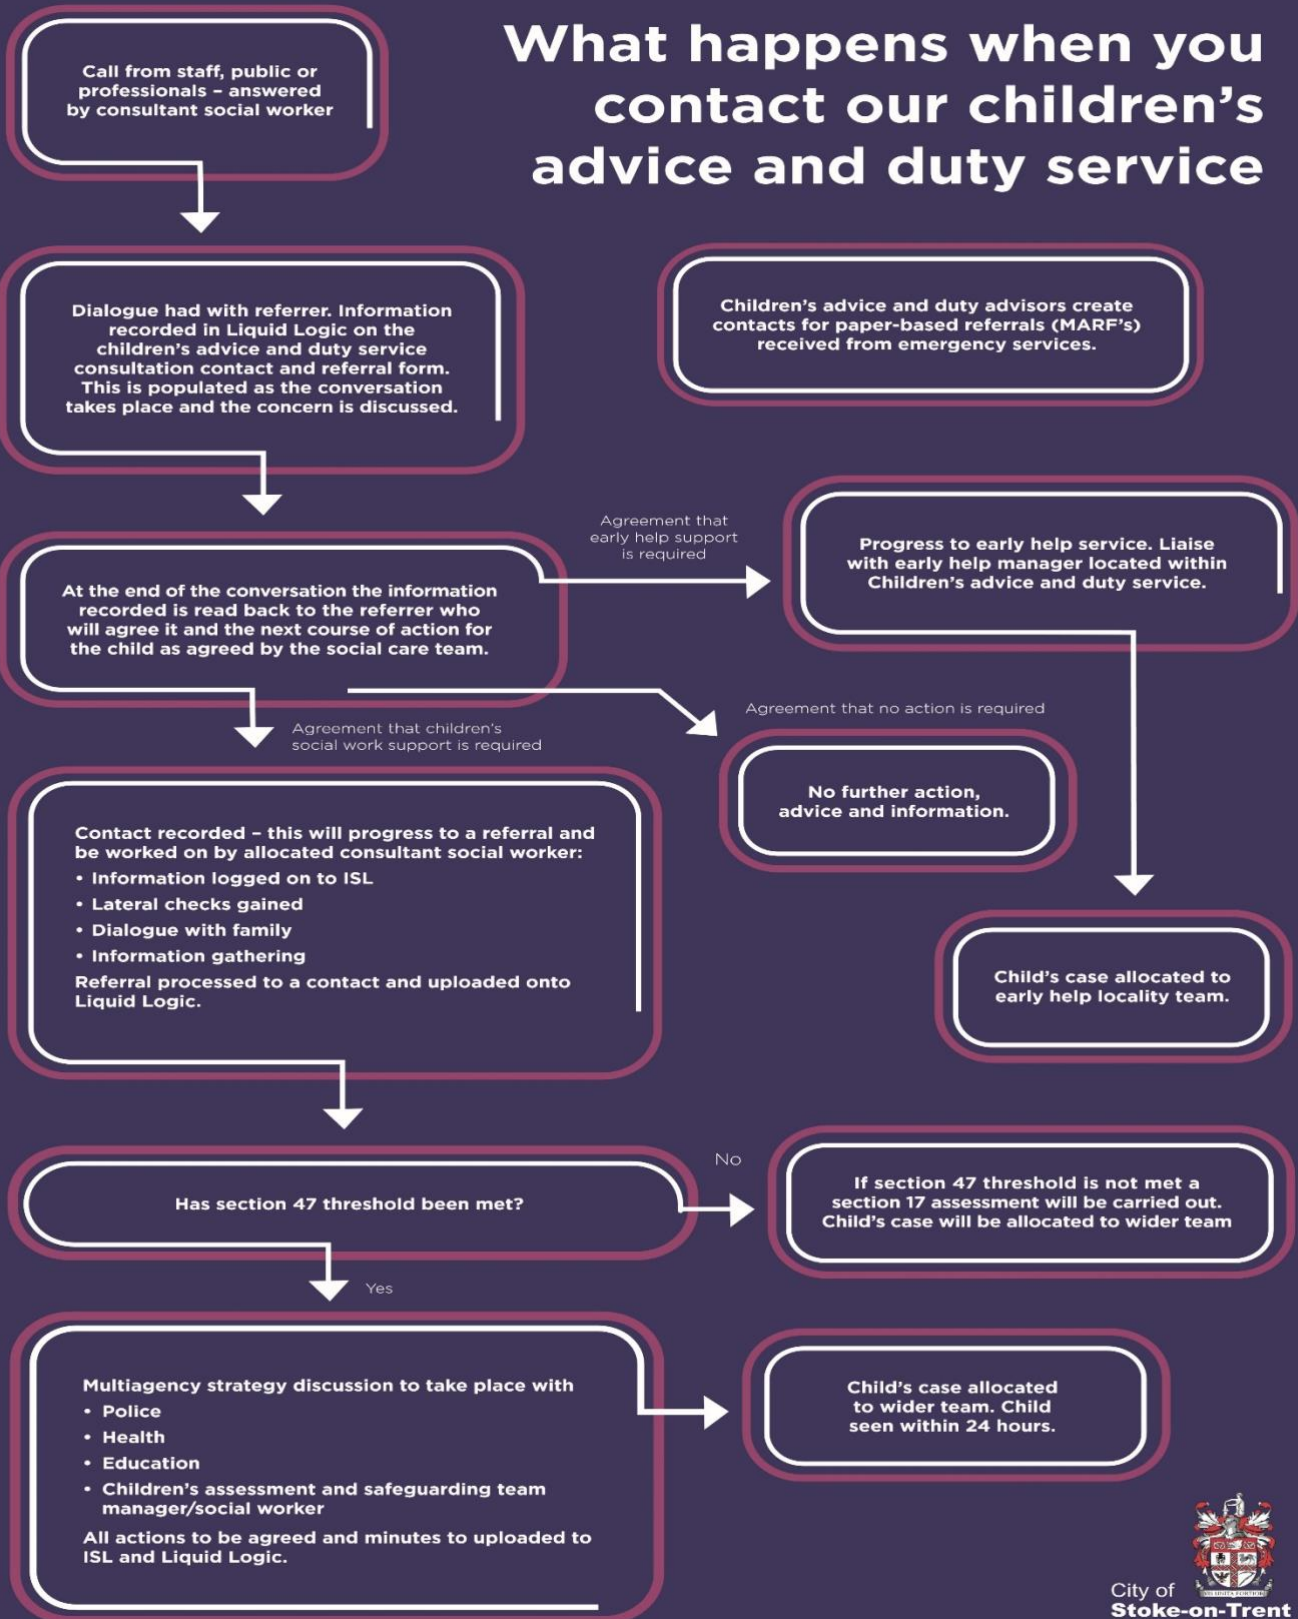 What happens when you
contact our children's
advice and duty service
Call from staff, public or
professionals – answered
by consultant social worker
Dialogue had with referrer. Information
recorded in Liquid Logic on the
children's advice and duty service
consultation contact and referral form.
This is populated as the conversation
takes place and the concern is discussed.
Children's advice and duty advisors create
contacts for paper-based referrals (MARF's)
received from emergency services.
At the end of the conversation the information
recorded is read back to the referrer who
will agree it and the next course of action for
the child as agreed by the social care team.
Agreement that
early help support
is required
Progress to early help service. Liaise
with early help manager located within
Children's advice and duty service.
Agreement that no action is required
No further action,
advice and information.
Child's case allocated to
early help locality team.
Agreement that children's
social work support is required
Contact recorded – this will progress to a referral and
be worked on by allocated consultant social worker:
• Information logged on to ISL
• Lateral checks gained
• Dialogue with family
• Information gathering
Referral processed to a contact and uploaded onto
Liquid Logic.
Has section 47 threshold been met?
No
If section 47 threshold is not met a
section 17 assessment will be carried out.
Child's case will be allocated to wider team
Yes
Multiagency strategy discussion to take place with
• Police
• Health
• Education
• Children's assessment and safeguarding team
manager/social worker
All actions to be agreed and minutes to uploaded to
ISL and Liquid Logic.
Child's case allocated
to wider team. Child
seen within 24 hours.
City of
Stoke-on-Trent